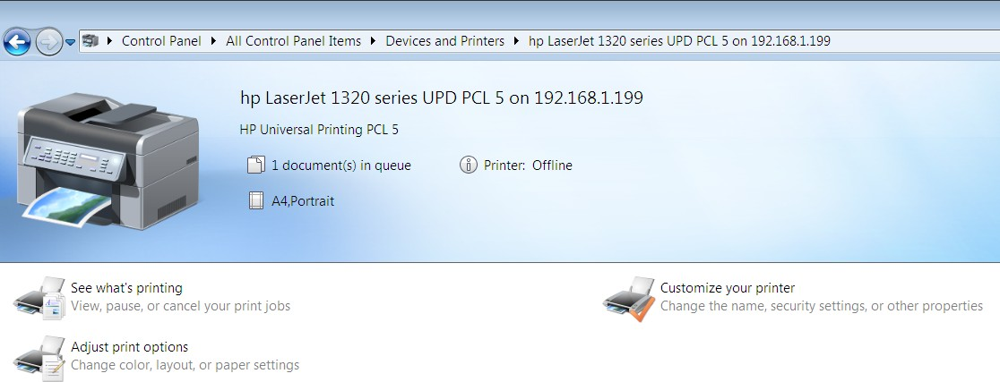 Control Panel All Control Panel Items Devices and Printers hp LaserJet 1320 series UPD PCL 5 on 192.168.1.199
hp LaserJet 1320 series UPD PCL 5 on 192.168.1.199
HP Universal Printing PCL 5
1 document(s) in queue Printer: Offline
A4,Portrait
See what's printing
View, pause, or cancel your print jobs
Customize your printer
Change the name, security settings, or other properties
Adjust print options
Change color, layout, or paper settings